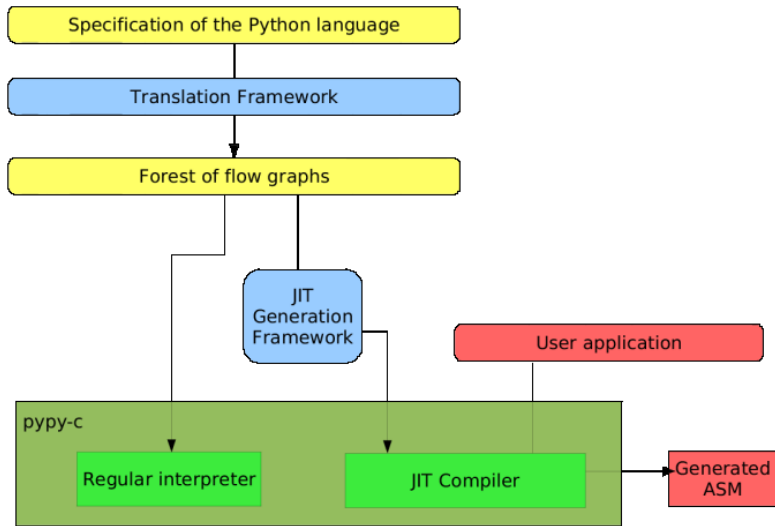 Specification of the Python language
Translation Framework
Forest of flow graphs
JIT
Generation
Framework
User application
pypy-c
Regular interpreter
JIT Compiler
Generated
ASM